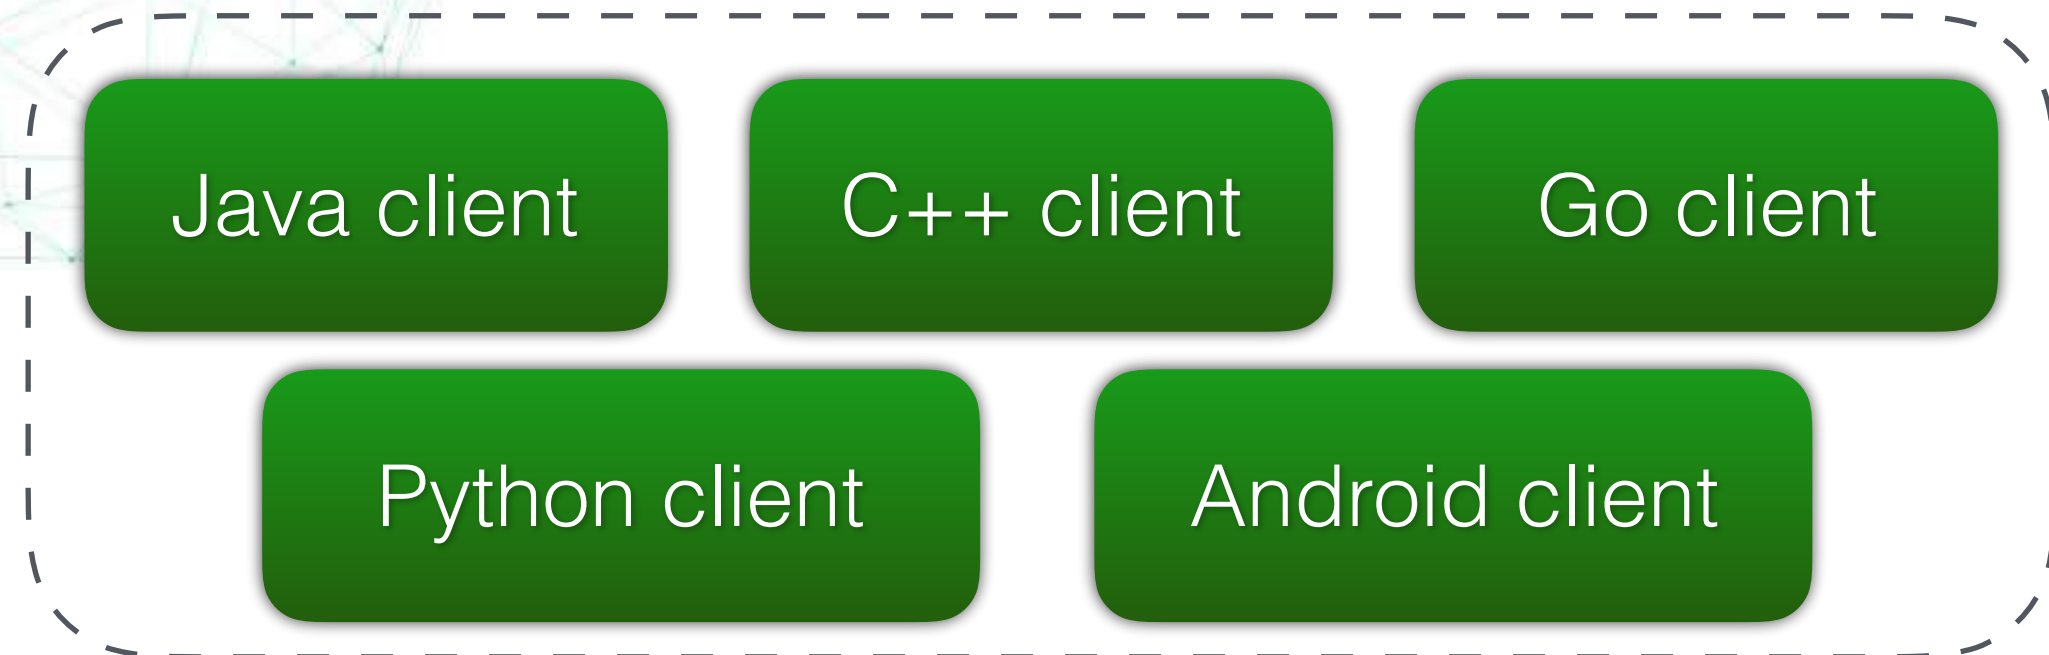 Java client
C++ client
Go client
Python client
Android client